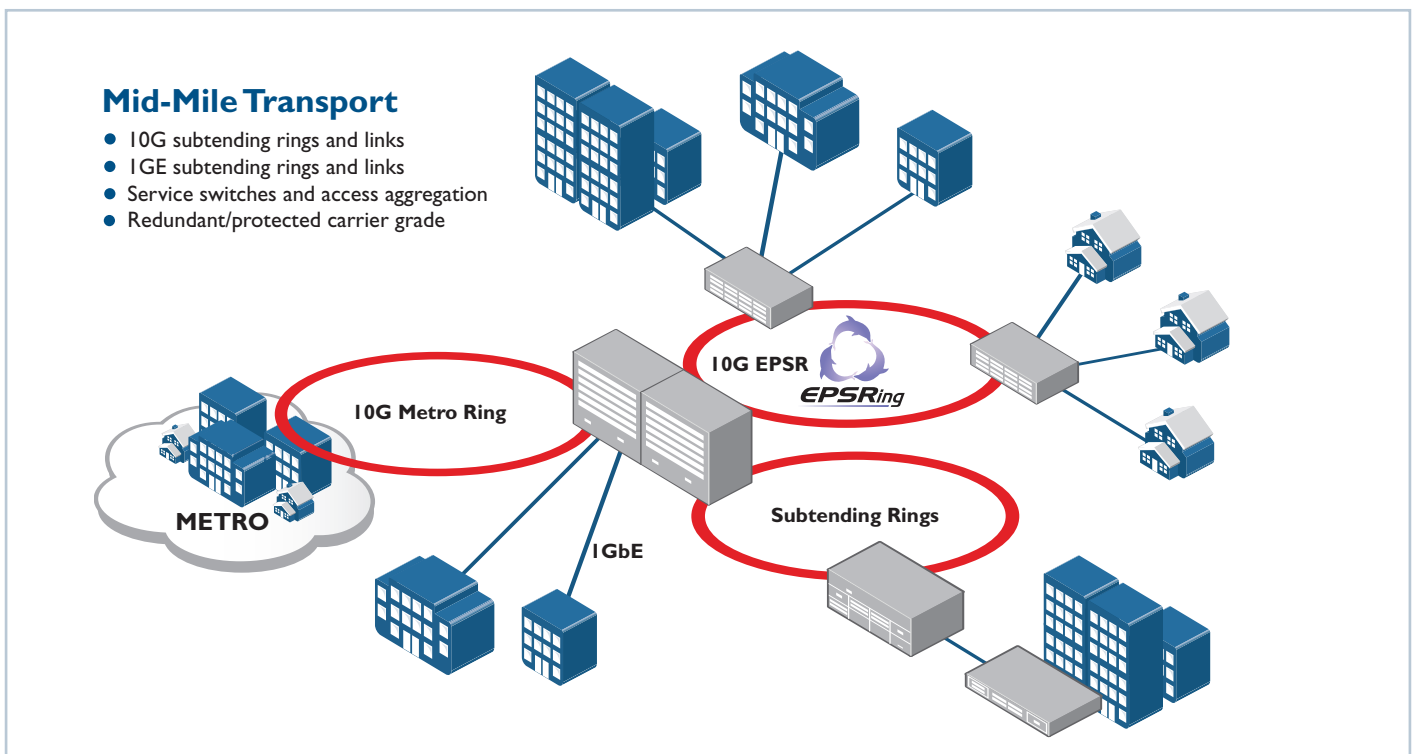 Mid-Mile Transport
10G subtending rings and links
1GE subtending rings and links
Service switches and access aggregation
Redundant/protected carrier grade
10G EPSR
EPSRing
10G Metro Ring
METRO
Subtending Rings
1GbE